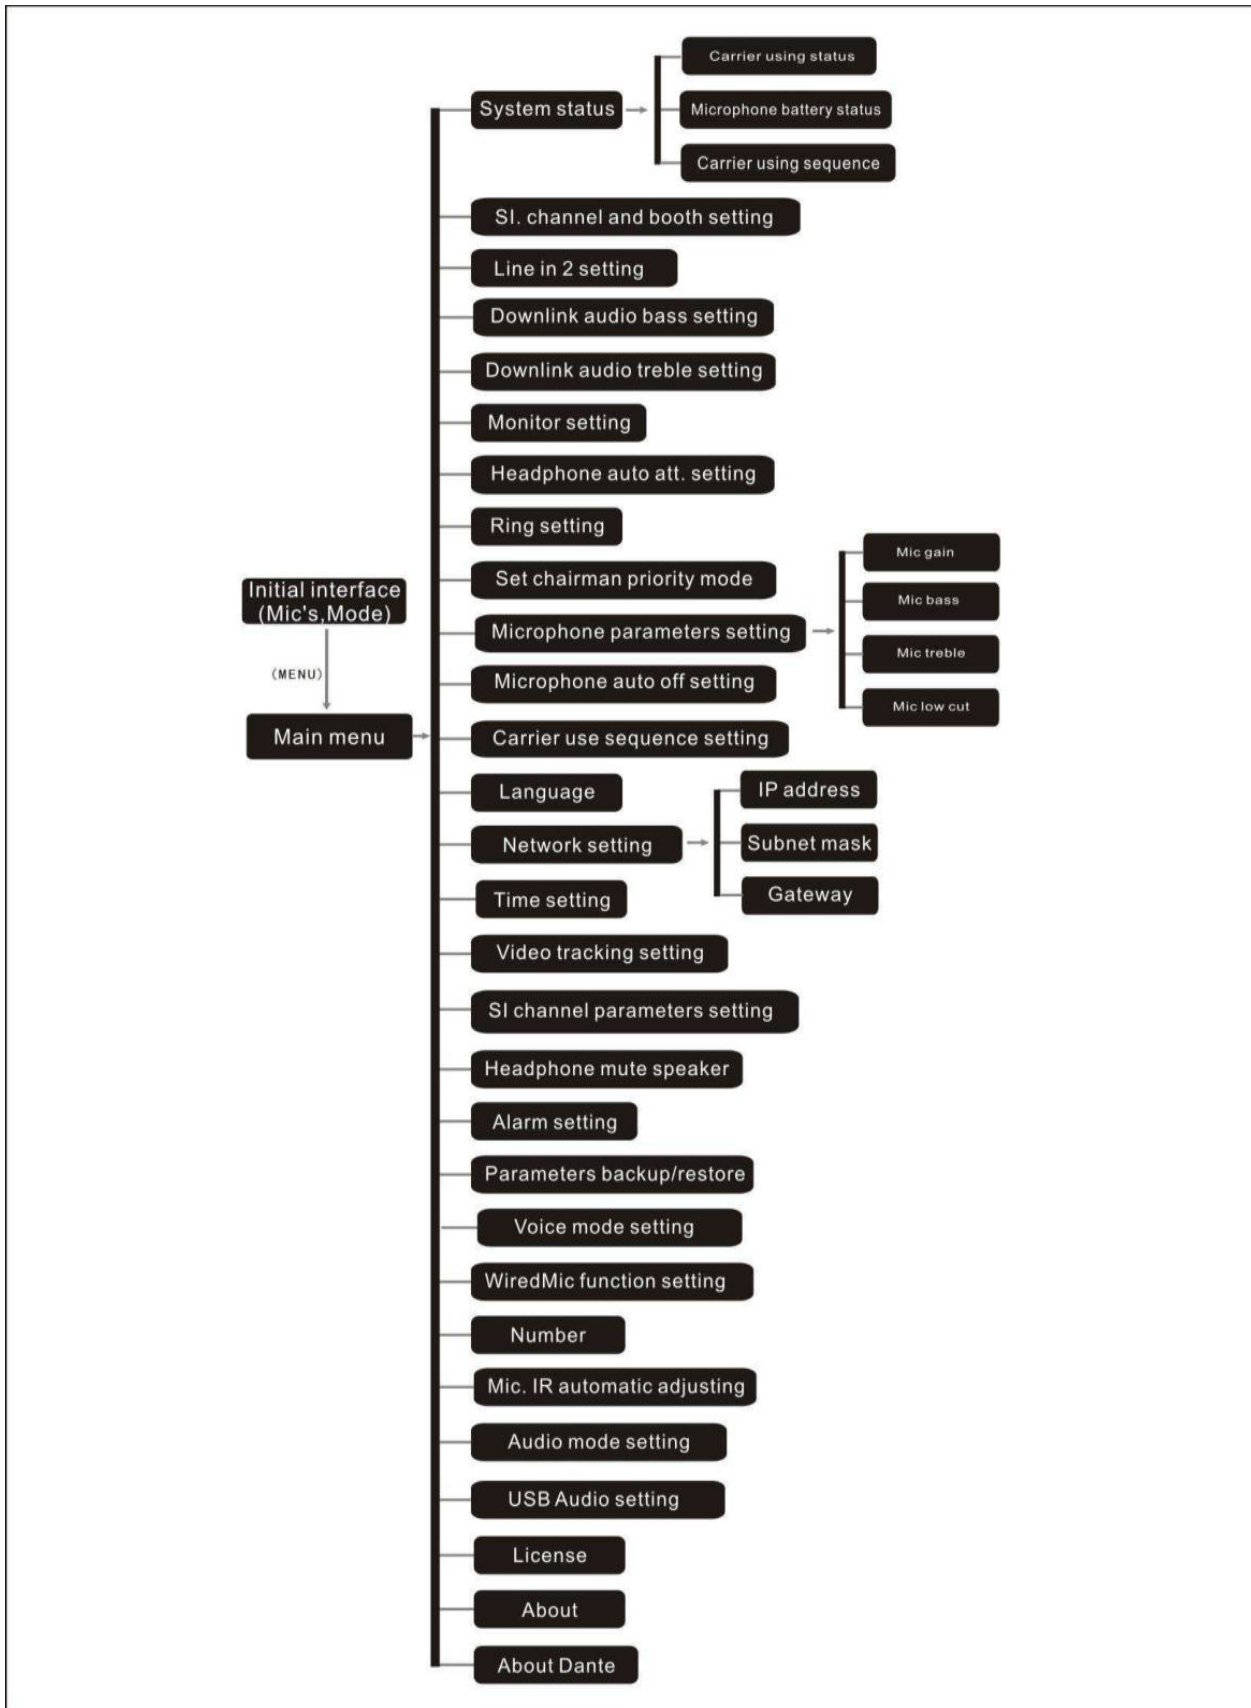 Carrier using status
System status
Microphone battery status
Carrier using sequence
SI. channel and booth setting
Line in 2 setting
Downlink audio bass setting
Downlink audio treble setting
Monitor setting
Headphone auto att. setting
Ring setting
Mic gain
Initial interface
(Mic's,Mode)
Set chairman priority mode
Mic bass
Microphone parameters setting
Mic treble
(MENU)
Microphone auto off setting
Mic low cut
Main menu
Carrier use sequence setting
Language
IP address
Network setting
Subnet mask
Time setting
Gateway
Video tracking setting
SI channel parameters setting
Headphone mute speaker
Alarm setting
Parameters backup/restore
Voice mode setting
WiredMic function setting
Number
Mic. IR automatic adjusting
Audio mode setting
USB Audio setting
License
About
About Dante